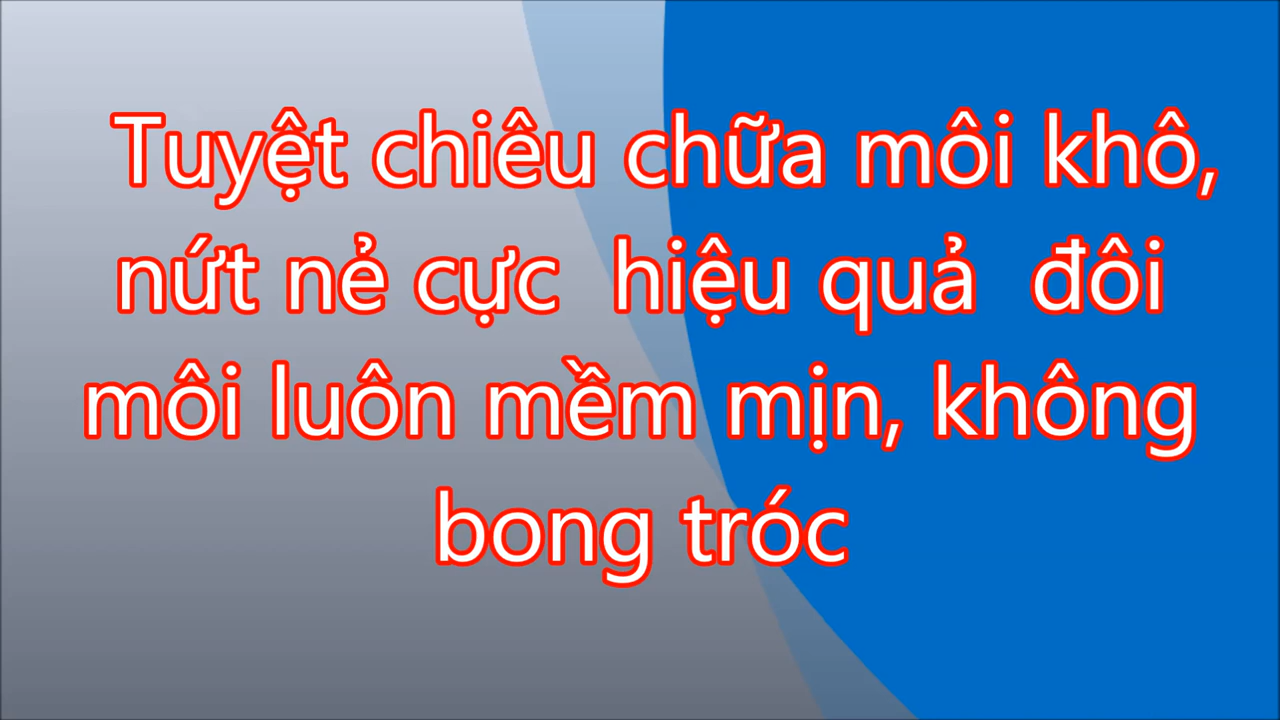 Tuyệt chiêu chữa môi khô,
nứt nẻ cực hiệu quả đôi
môi luôn mềm mịn, không
bong tróc